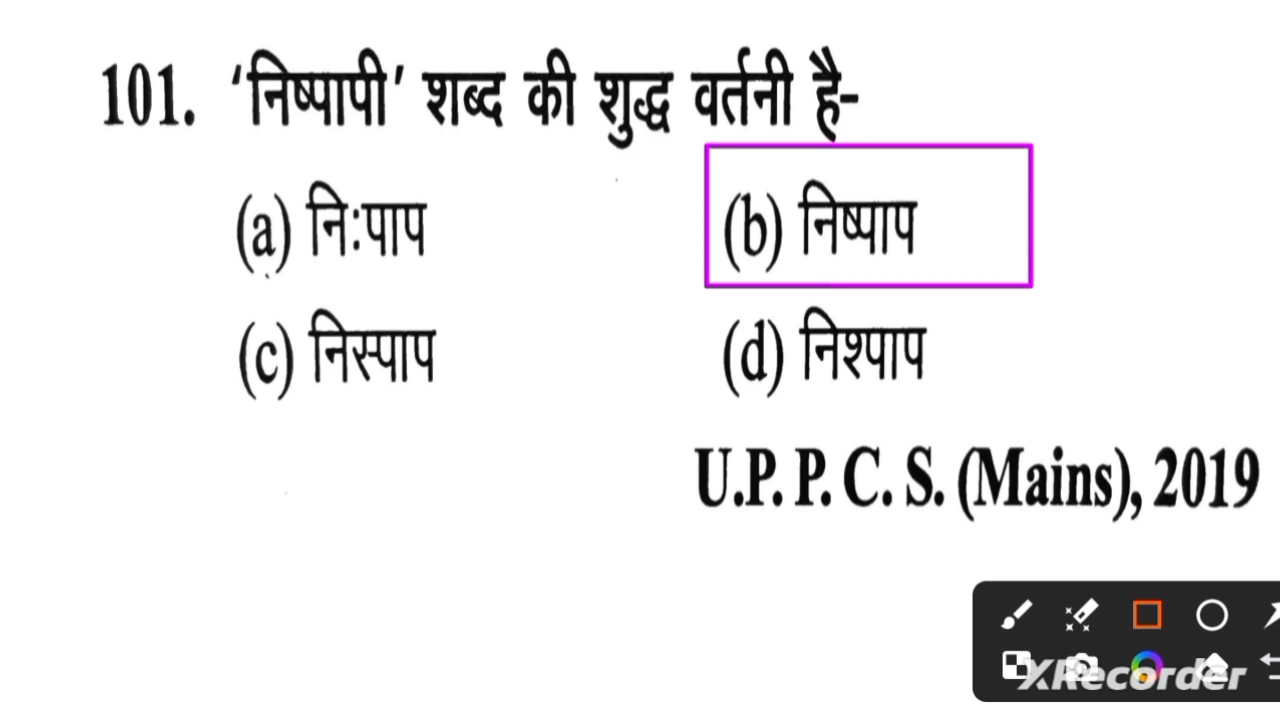 101. ‘निष्पापी’ शब्द की शुद्ध वर्तनी है-
(a) नि:पाप (b) निष्पाप
(c) निस्पाप (d) निश्पाप
U.P. P. C. S. (Mains), 2019
XRecorder